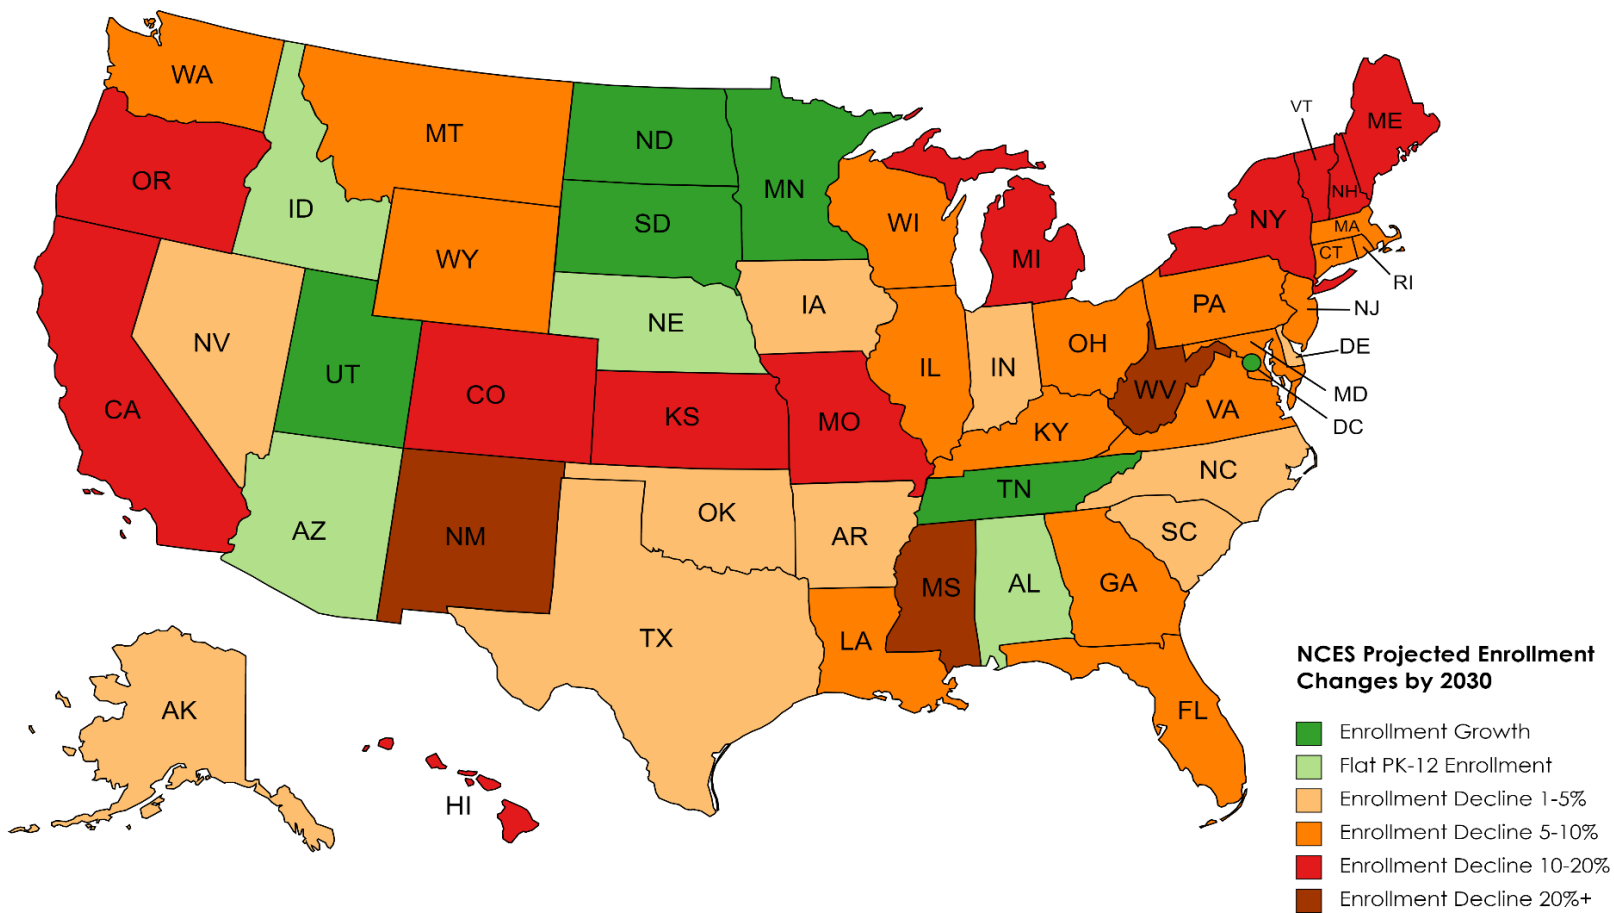 WA
MT
ND
MN
VT
ME
OR
ID
SD
WI
NY
NH
MA
CT
RI
WY
MI
NV
IA
PA
NJ
NE
OH
DE
UT
IL
IN
CO
WV
MD
CA
KS
MO
VA
DC
KY
NC
TN
AZ
NM
OK
AR
SC
MS
AL
GA
TX
LA
AK
FL
HI
NCES Projected Enrollment
Changes by 2030
Enrollment Growth
Flat PK-12 Enrollment
Enrollment Decline 1-5%
Enrollment Decline 5-10%
Enrollment Decline 10-20%
Enrollment Decline 20%+